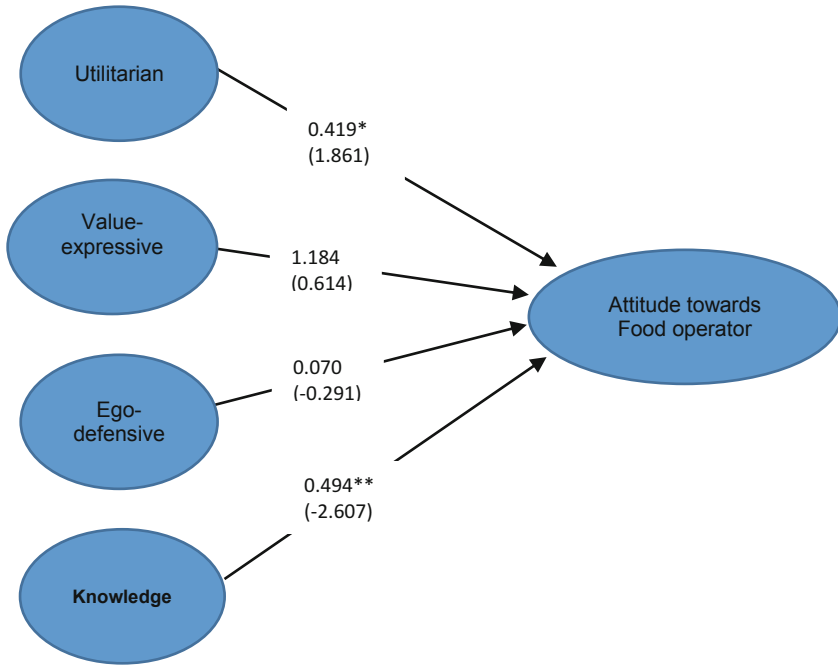 Utilitarian
0.419*
(1.861)
Value-
expressive
1.184
(0.614)
Attitude towards
Food operator
0.070
(-0.291)
Ego-
defensive
0.494**
(-2.607)
Knowledge